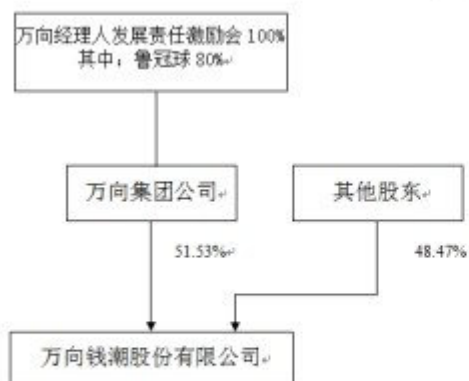 万向经理人发展责任激励会 100%
其中：鲁冠球 80%
万向集团公司
其他股东
51.53%
48.47%
万向钱潮股份有限公司